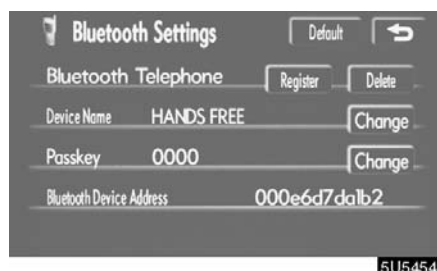 Bluetooth Settings Default
Bluetooth Telephone Register Delete
Device Name HANDS FREE Change
Passkey 0000 Change
Bluetooth Device Address 000e6d7da1b2
5U5454